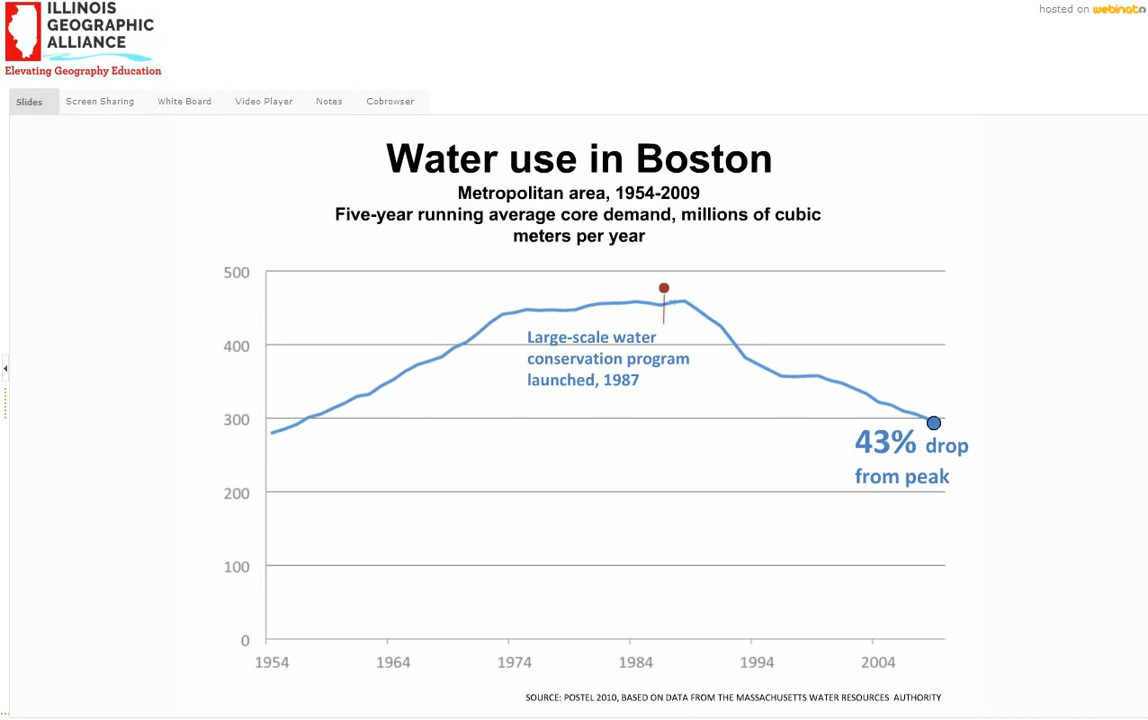 ILLINOIS
GEOGRAPHIC
ALLIANCE
Elevating Geography Education
hosted on webinato
Slides
Screen Sharing
White Board
Video Player
Notes
Cobrowser
Water use in Boston
Metropolitan area, 1954-2009
Five-year running average core demand, millions of cubic
meters per year
500
400
300
200
100
0
Large-scale water
conservation program
launched, 1987
43% drop
from peak
1954
1964
1974
1984
1994
2004
SOURCE: POSTEL 2010, BASED ON DATA FROM THE MASSACHUSETTS WATER RESOURCES AUTHORITY